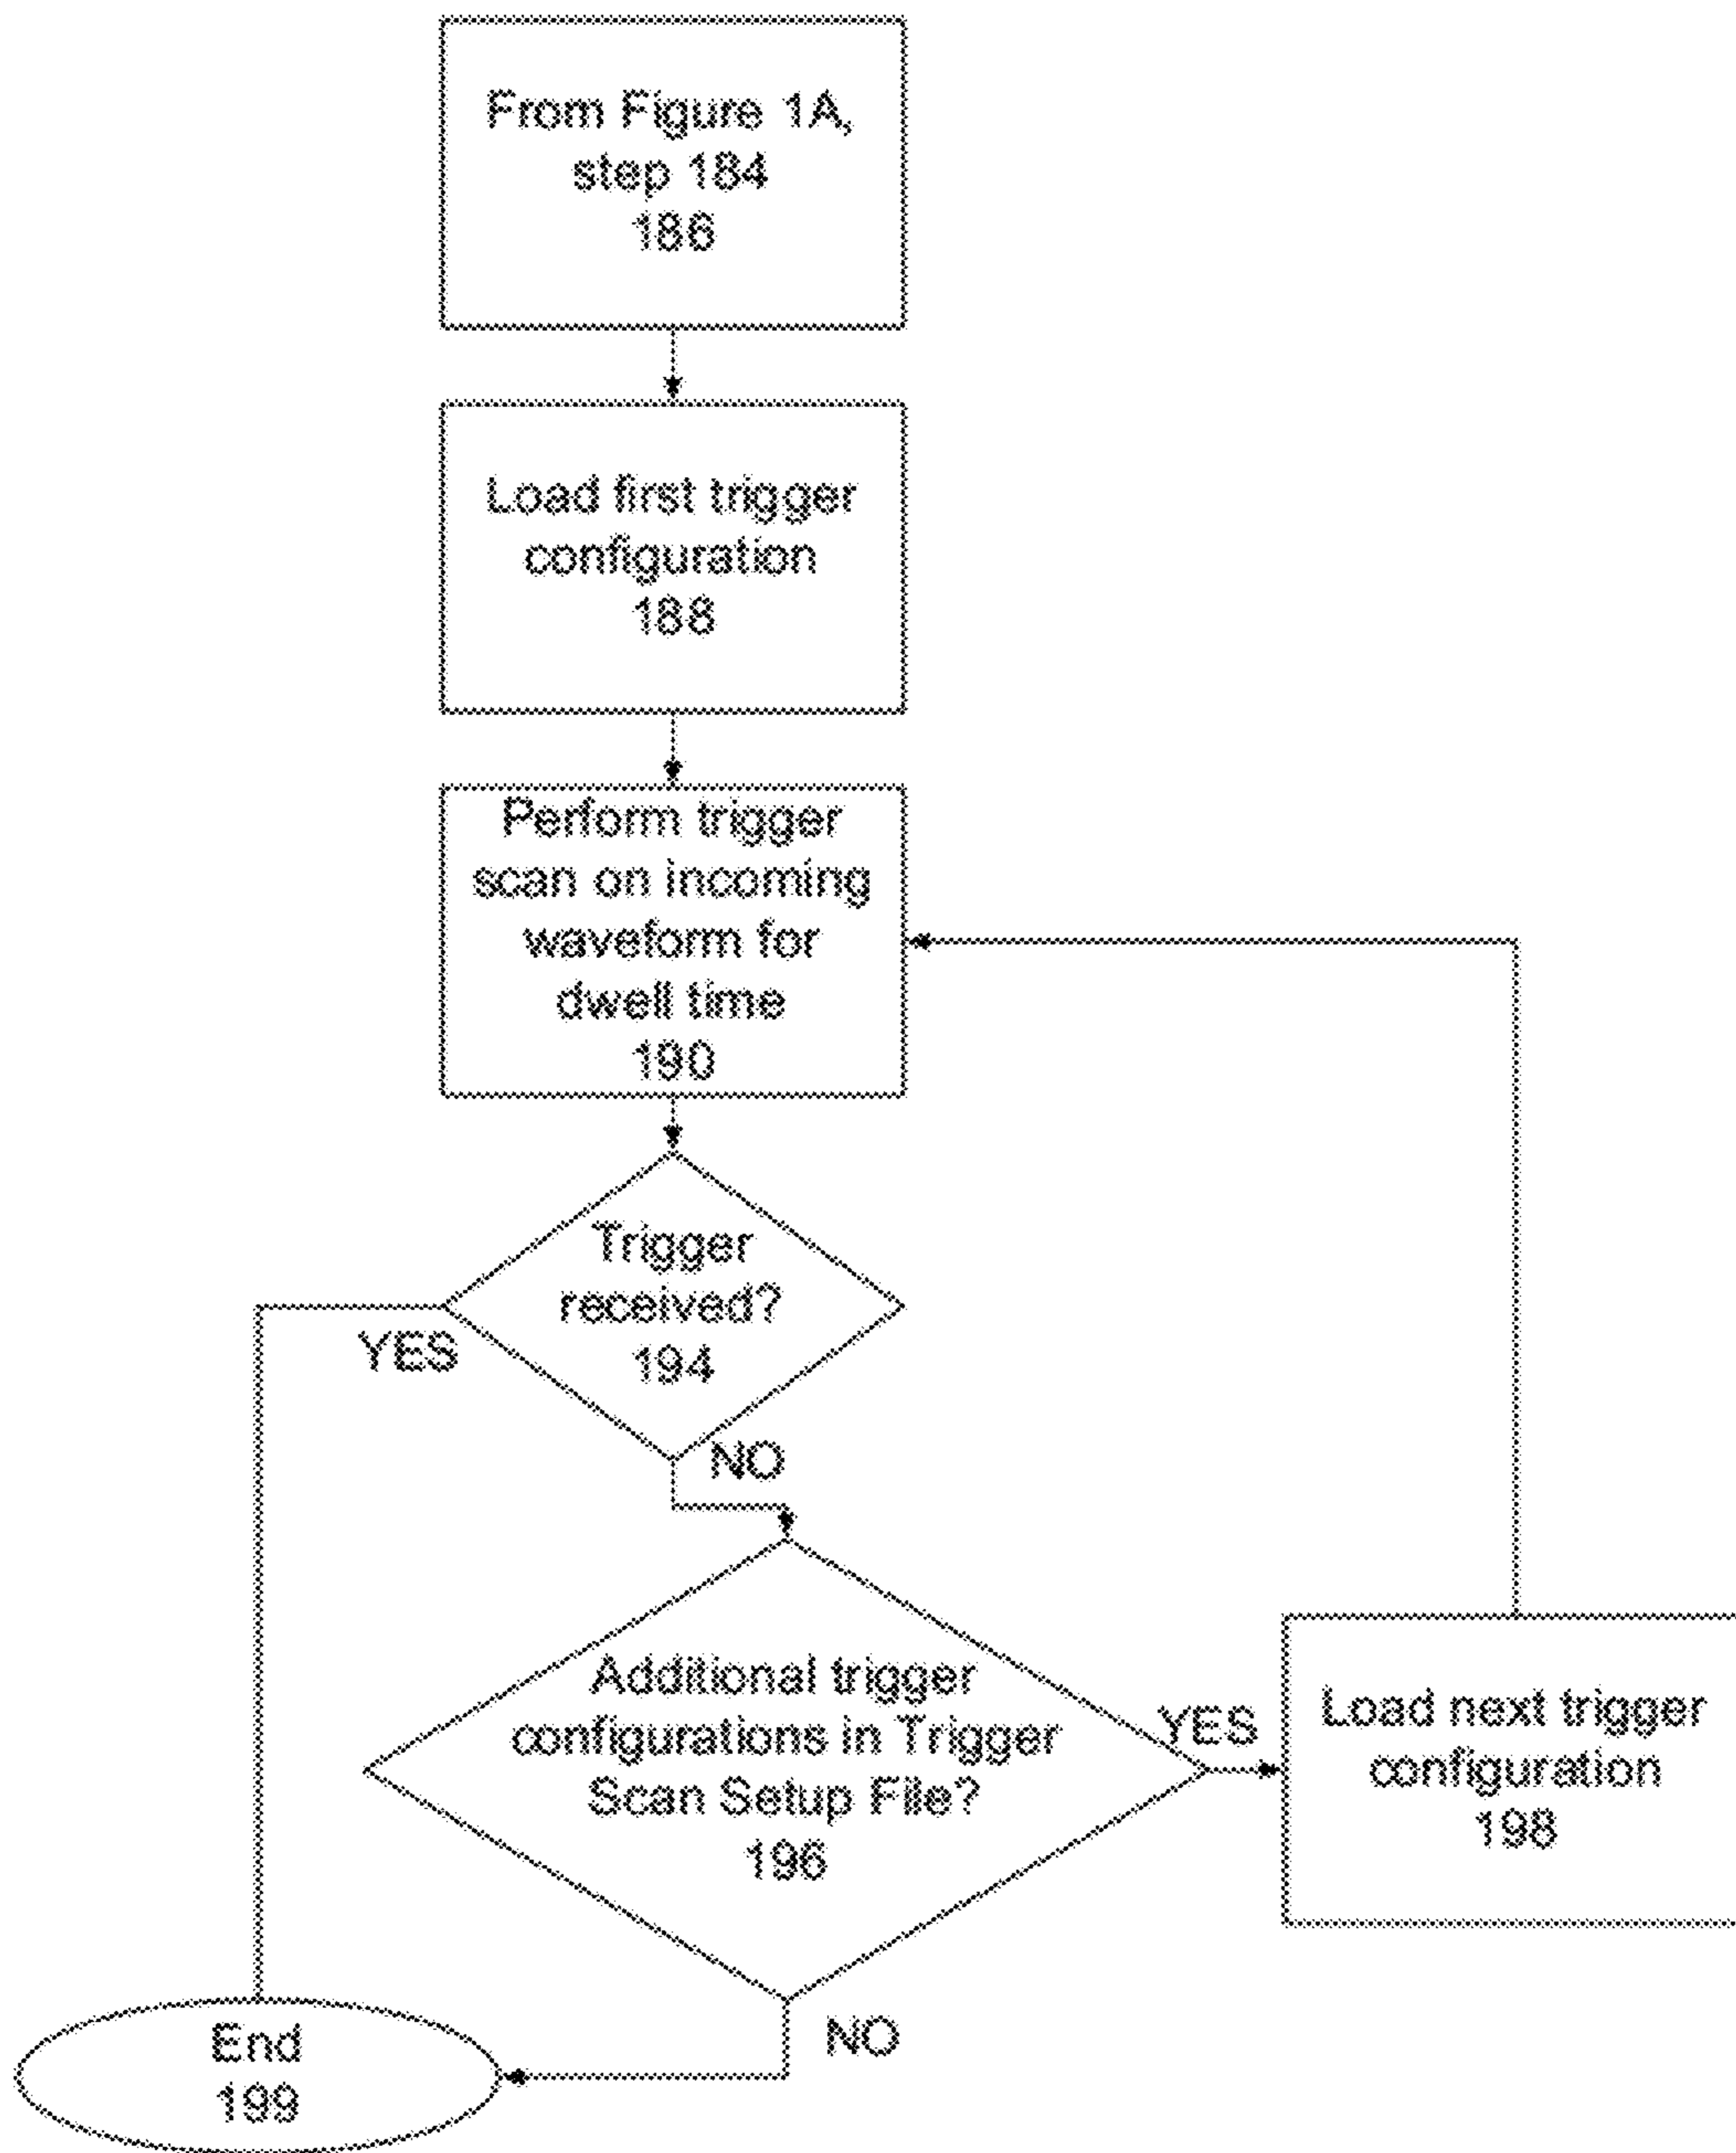 From Figure 1A,
step 184
186
Load first trigger
configuration
188
Perform trigger
scan on incoming
waveform for
dwell time
190
Trigger
received?
194
YES
NO
Additional trigger
configurations in Trigger
Scan Setup File?
196
YES
Load next trigger
configuration
198
NO
End
199